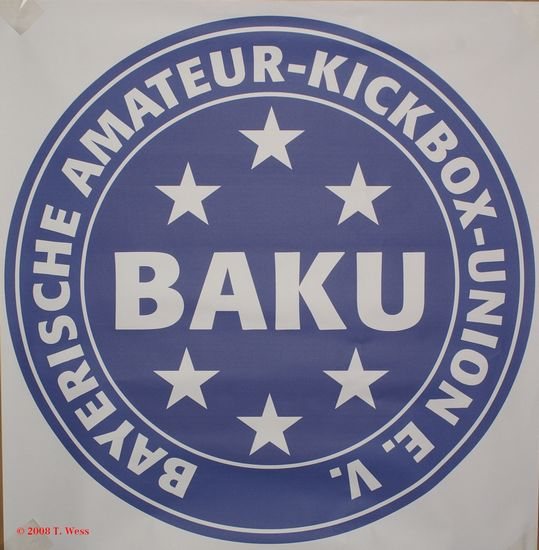 BAYERISCHE AMATEUR-KICKBOX-UNION E. V.
BAKU
© 2008 T. Wess